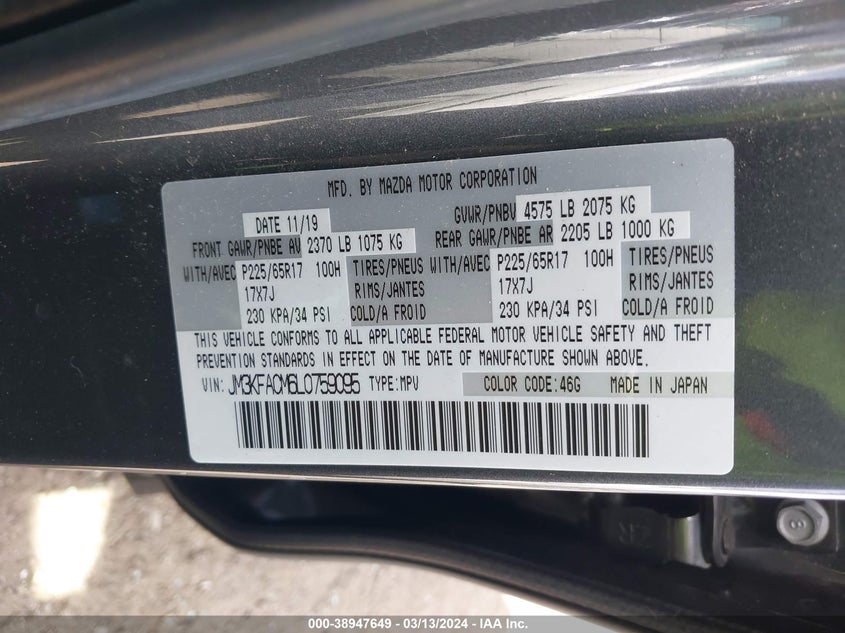 MFD. BY MAZDA MOTOR CORPORATION
DATE 11/19 GVWR/PNBV 4575 LB 2075 KG
FRONT GAWR/PNBE AV 2370 LB 1075 KG REAR GAWR/PNBE AR 2205 LB 1000 KG
WITH/AVEC P225/65R17 100H TIRES/PNEUS WITH/AVEC P225/65R17 100H TIRES/PNEUS
17X7J RIMS/JANTES 17X7J RIMS/JANTES
230 KPA/34 PSI COLD/A FROID 230 KPA/34 PSI COLD/A FROID
THIS VEHICLE CONFORMS TO ALL APPLICABLE FEDERAL MOTOR VEHICLE SAFETY AND THEFT
PREVENTION STANDARDS IN EFFECT ON THE DATE OF MANUFACTURE SHOWN ABOVE.
VIN: JM3KFACM6L0759095 TYPE:MPV COLOR CODE:46G MADE IN JAPAN
8
000-38947649 - 03/13/2024 - IAA Inc.